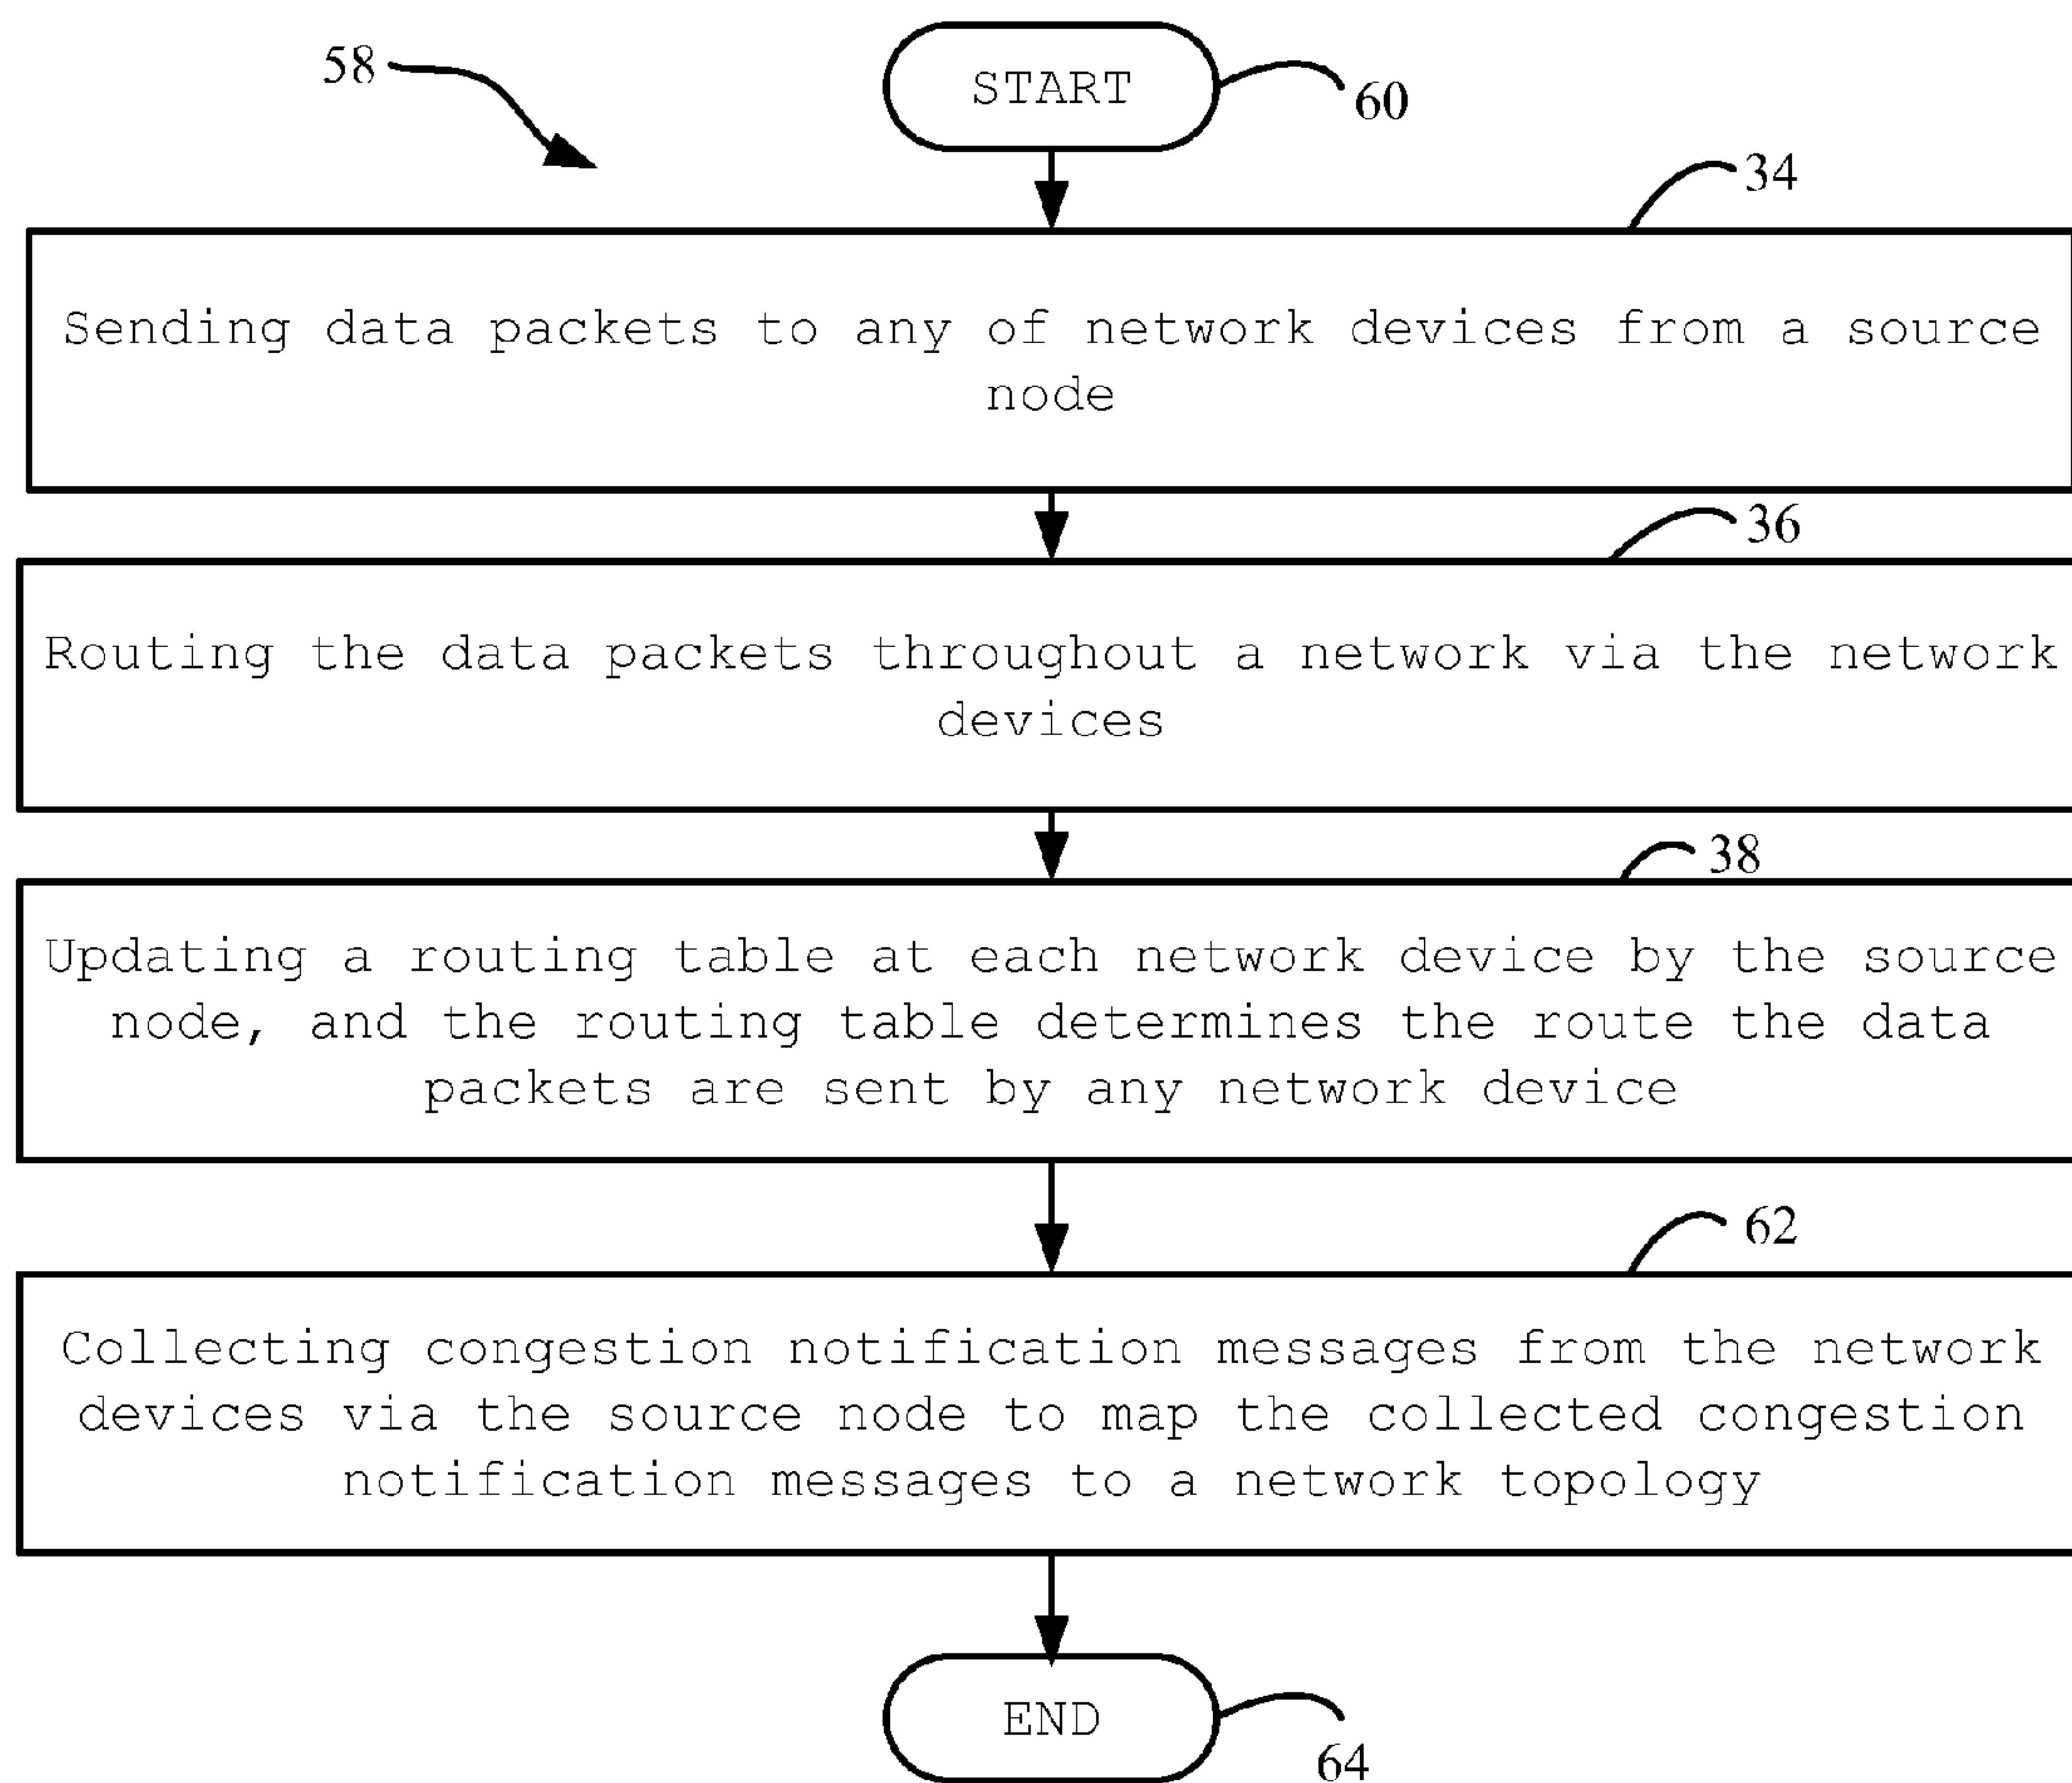 58
START
60
34
Sending data packets to any of network devices from a source
node
36
Routing the data packets throughout a network via the network
devices
38
Updating a routing table at each network device by the source
node, and the routing table determines the route the data
packets are sent by any network device
62
Collecting congestion notification messages from the network
devices via the source node to map the collected congestion
notification messages to a network topology
END
64